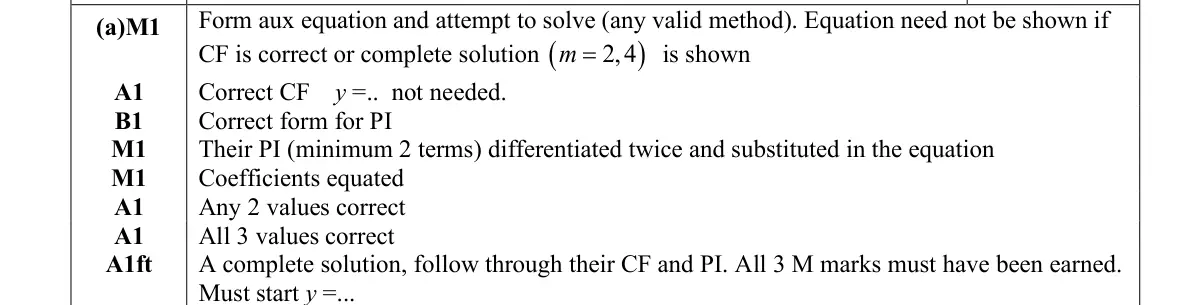 (a)M1 Form aux equation and attempt to solve (any valid method). Equation need not be shown if
CF is correct or complete solution (m = 2, 4) is shown
A1 Correct CF y =.. not needed.
B1 Correct form for PI
M1 Their PI (minimum 2 terms) differentiated twice and substituted in the equation
M1 Coefficients equated
A1 Any 2 values correct
A1 All 3 values correct
A1ft A complete solution, follow through their CF and PI. All 3 M marks must have been earned.
Must start y =...